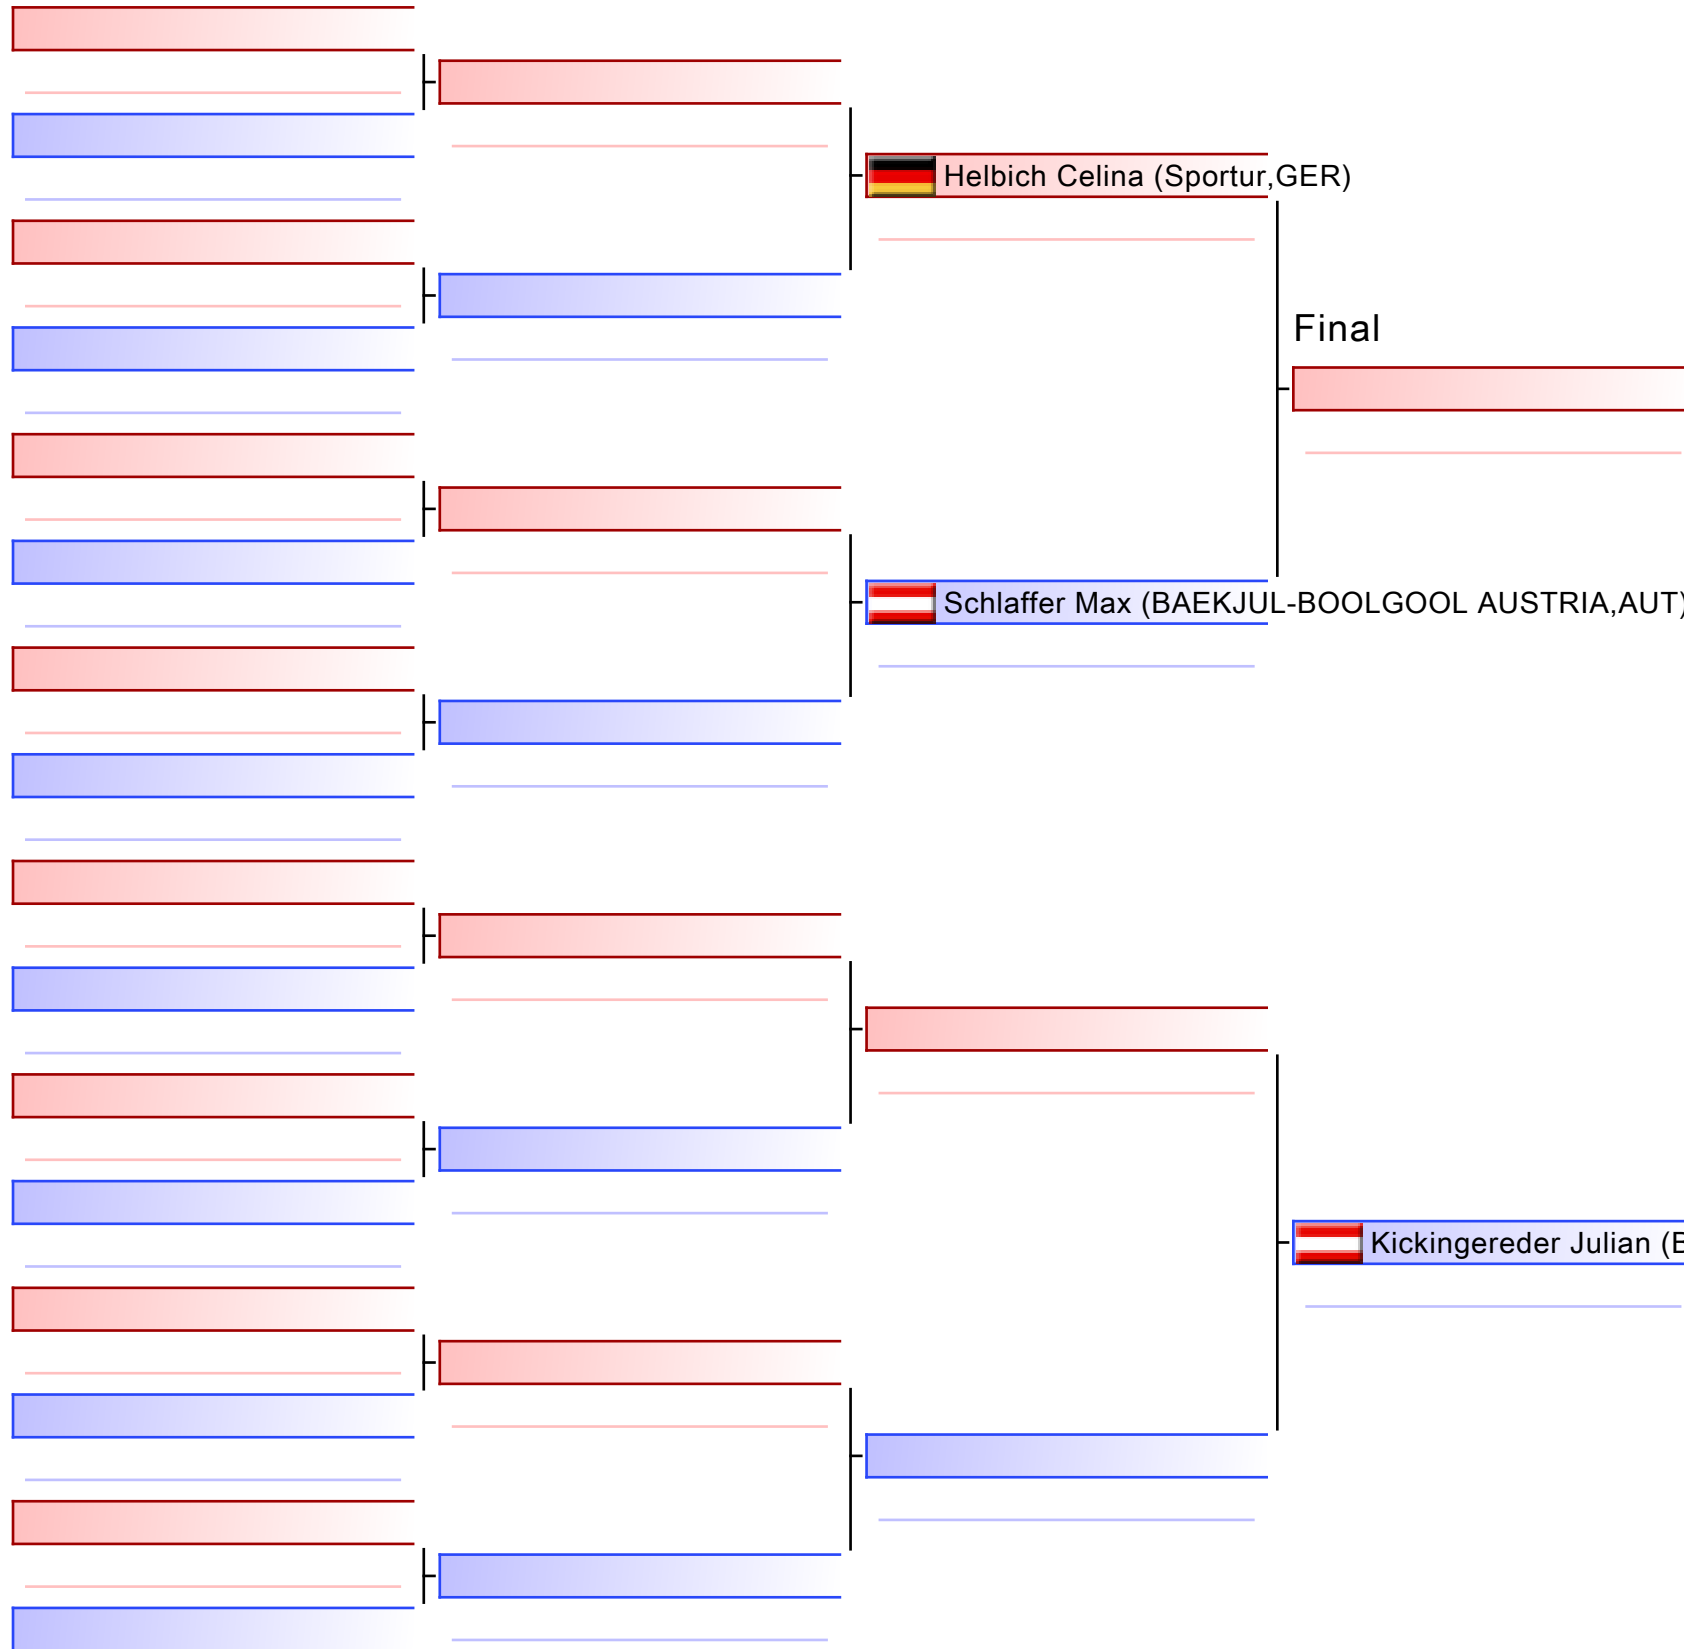 Helbich Celina (Sportur,GER)
Final
Schlaffer Max (BAEKJUL-BOOLGOOL AUSTRIA,AUT)
Kickingereder Julian (